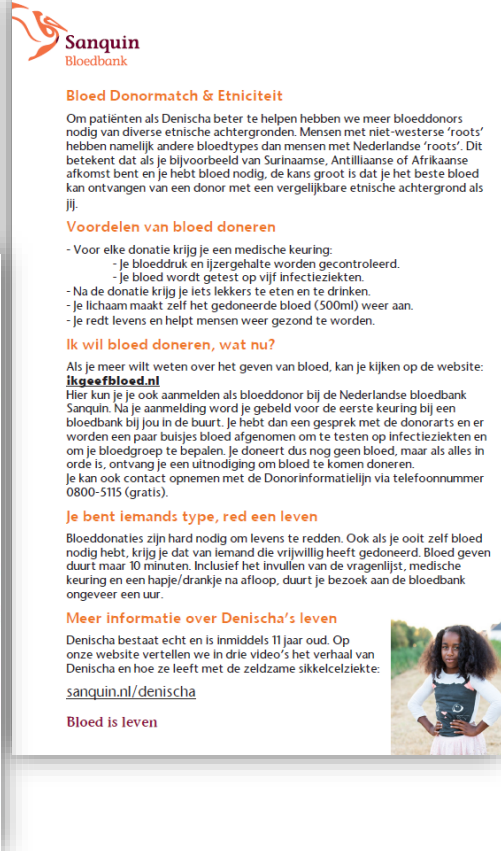 Sanquin
Bloedbank
Bloed Donormatch & Etniciteit
Om patiënten als Denischa beter te helpen hebben we meer bloeddonors
nodig van diverse etnische achtergronden. Mensen met niet-westerse ‘roots’
hebben namelijk andere bloedtypes dan mensen met Nederlandse ‘roots’. Dit
betekent dat als je bijvoorbeeld van Surinaamse, Antilliaanse of Afrikaanse
afkomst bent en je hebt bloed nodig, de kans groot is dat je het beste bloed
kan ontvangen van een donor met een vergelijkbare etnische achtergrond als
jij.
Voordelen van bloed doneren
- Voor elke donatie krijg je een medische keuring:
- Je bloeddruk en ijzergehalte worden gecontroleerd.
- Je bloed wordt getest op vijf infectieziekten.
- Na de donatie krijg je iets lekkers te eten en te drinken.
- Je lichaam maakt zelf het gedoneerde bloed (500ml) weer aan.
- Je redt levens en helpt mensen weer gezond te worden.
Ik wil bloed doneren, wat nu?
Als je meer wilt weten over het geven van bloed, kan je kijken op de website:
ikgeefbloed.nl
Hier kun je je ook aanmelden als bloeddonor bij de Nederlandse bloedbank
Sanquin. Na je aanmelding word je gebeld voor de eerste keuring bij een
bloedbank bij jou in de buurt. Je hebt dan een gesprek met de donorarts en er
worden een paar buisjes bloed afgenomen om te testen op infectieziekten en
om je bloedgroep te bepalen. Je doneert dus nog geen bloed, maar als alles in
orde is, ontvang je een uitnodiging om bloed te komen doneren.
Je kan ook contact opnemen met de Donorinformatielijn via telefoonnummer
0800-5115 (gratis).
Je bent iemands type, red een leven
Bloeddonaties zijn hard nodig om levens te redden. Ook als je ooit zelf bloed
nodig hebt, krijg je dat van iemand die vrijwillig heeft gedoneerd. Bloed geven
duurt maar 10 minuten. Inclusief het invullen van de vragenlijst, medische
keuring en een hapje/drankje na afloop, duurt je bezoek aan de bloedbank
ongeveer een uur.
Meer informatie over Denischa’s leven
Denischa bestaat echt en is inmiddels 11 jaar oud. Op
onze website vertellen we in drie video’s het verhaal van
Denischa en hoe ze leeft met de zeldzame sikkelcelziekte:
sanquin.nl/denischa
Bloed is leven